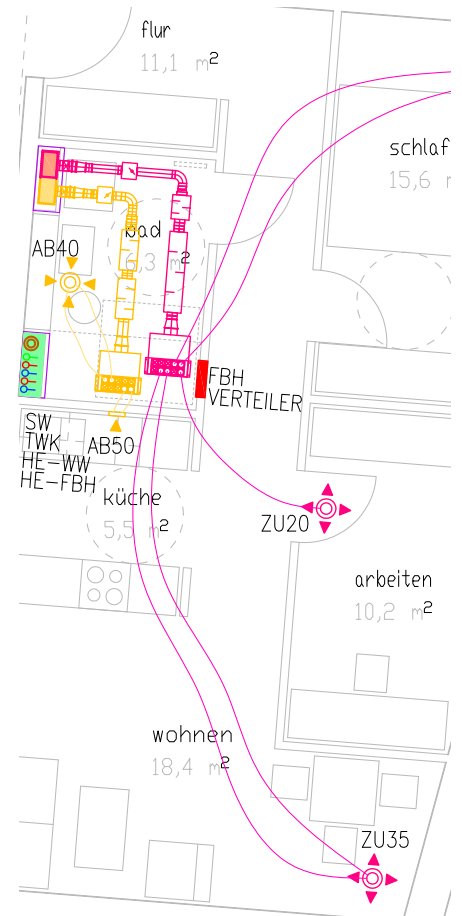 flur
11,1 m²
schlaf
15,6 m
bad
6,3 m²
AB40
FBH
VERTEILER
SW
TWK
HE-WW
HE-FBH
AB50
küche
5,5 m²
ZU20
arbeiten
10,2 m²
wohnen
18,4 m²
ZU35